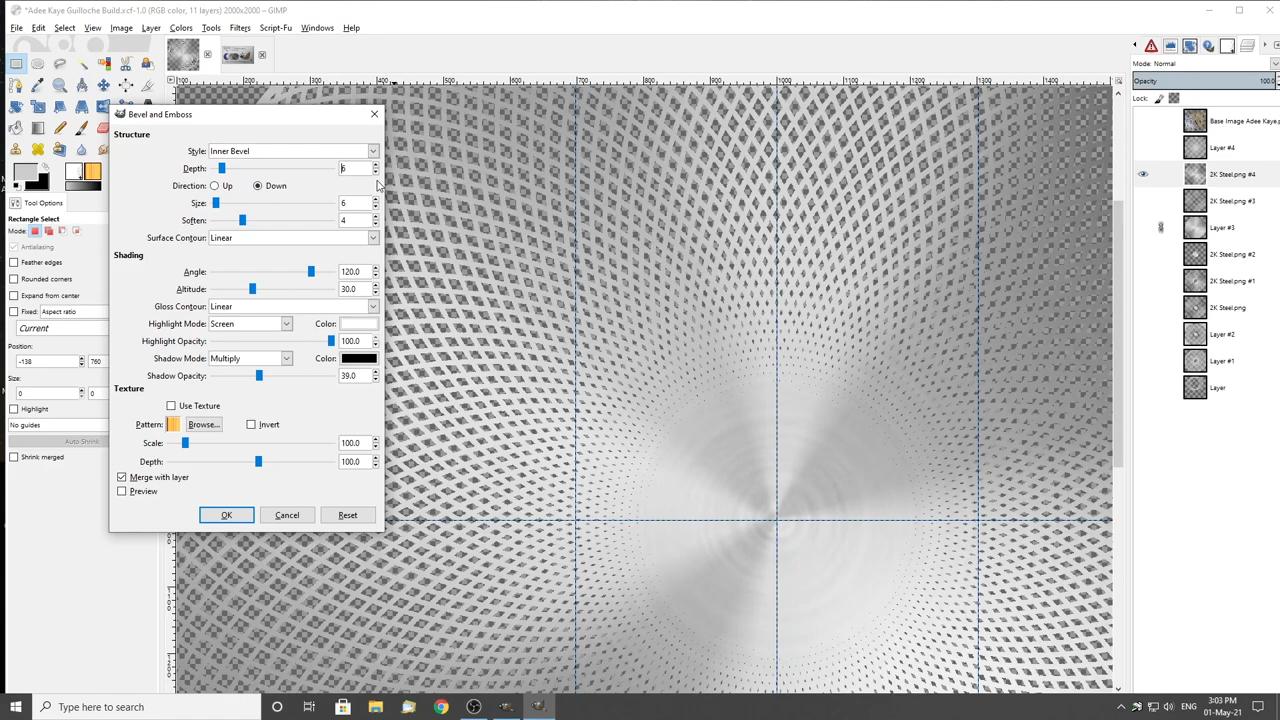 *Adee Kaye Guilloche Build.xcf-1.0 (RGB color, 11 layers) 2000x2000 – GIMP
File Edit Select View Image Layer Colors Tools Filters Script-Fu Windows Help
Mode: Normal
Opacity 100.0
Lock:
Base Image Adee Kaye.
Layer #4
2K Steel.png #4
2K Steel.png #3
Layer #3
2K Steel.png #2
2K Steel.png #1
2K Steel.png
Layer #2
Layer #1
Layer
Tool Options
Rectangle Select
Mode:
Antialiasing
Feather edges
Rounded corners
Expand from center
Fixed: Aspect ratio
Current
Position:
-138 760
Size:
0 0
Highlight
No guides
Auto Shrink
Shrink merged
Bevel and Emboss
Structure
Style: Inner Bevel
Depth: 6
Direction: Up Down
Size: 6
Soften: 4
Surface Contour: Linear
Shading
Angle: 120.0
Altitude: 30.0
Gloss Contour: Linear
Highlight Mode: Screen Color:
Highlight Opacity: 100.0
Shadow Mode: Multiply Color:
Shadow Opacity: 39.0
Texture
Use Texture
Pattern: Browse... Invert
Scale: 100.0
Depth: 100.0
Merge with layer
Preview
OK Cancel Reset
Type here to search
ENG
3:03 PM
01-May-21